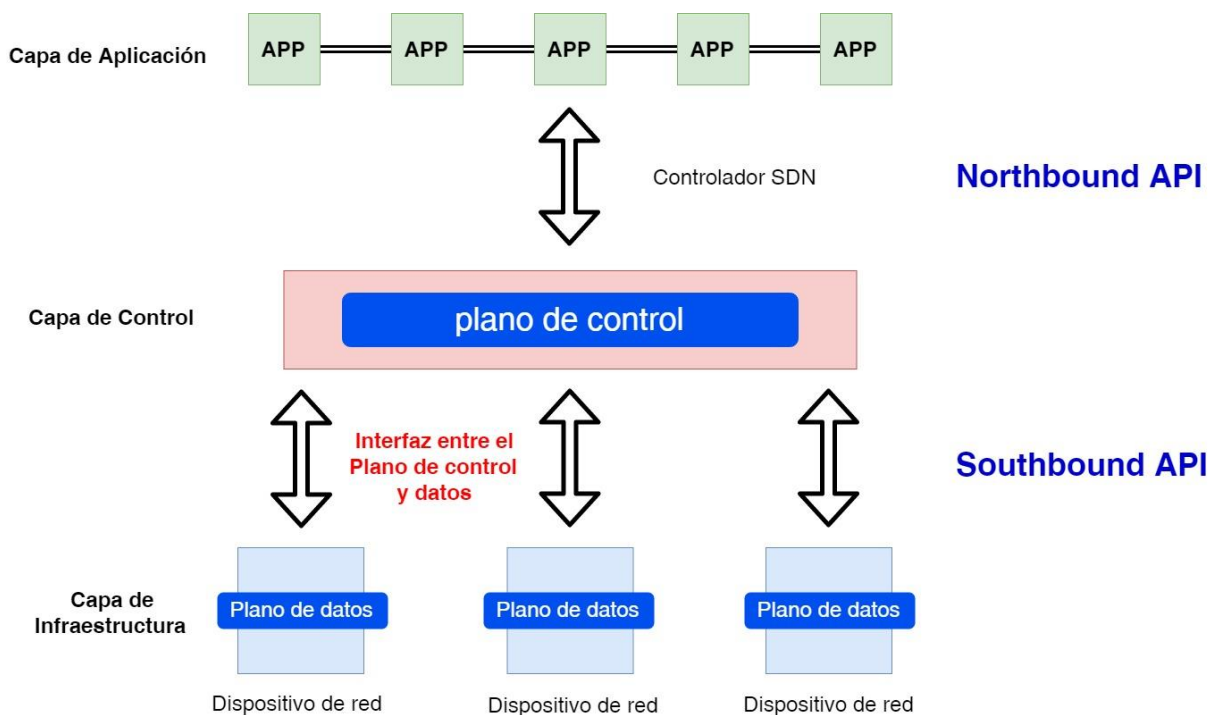 Capa de Aplicación
APP
APP
APP
APP
APP
Controlador SDN
Northbound API
Capa de Control
plano de control
Interfaz entre el
Plano de control
y datos
Southbound API
Capa de
Infraestructura
Plano de datos
Plano de datos
Plano de datos
Dispositivo de red
Dispositivo de red
Dispositivo de red